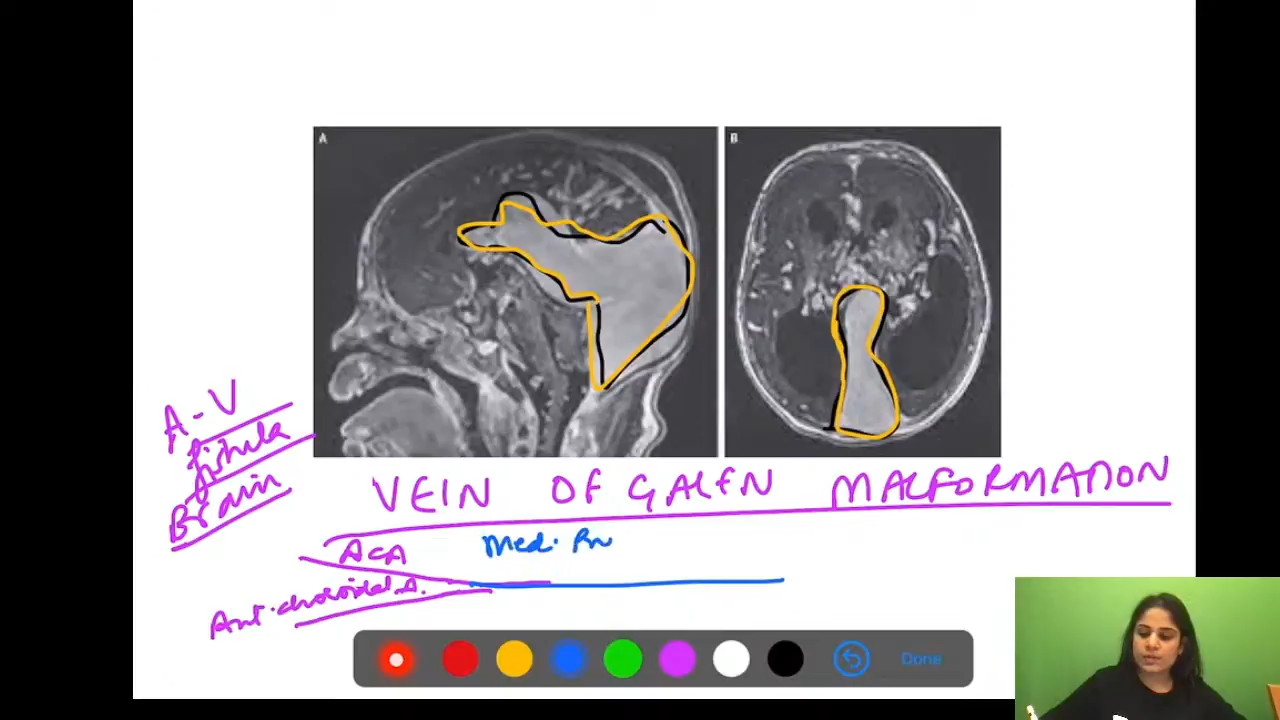 A
B
A-V
fistula
Brain
VEIN OF GALEN MALFORMATION
ACA
Med. Pr
Ant. choroidal A.
Done